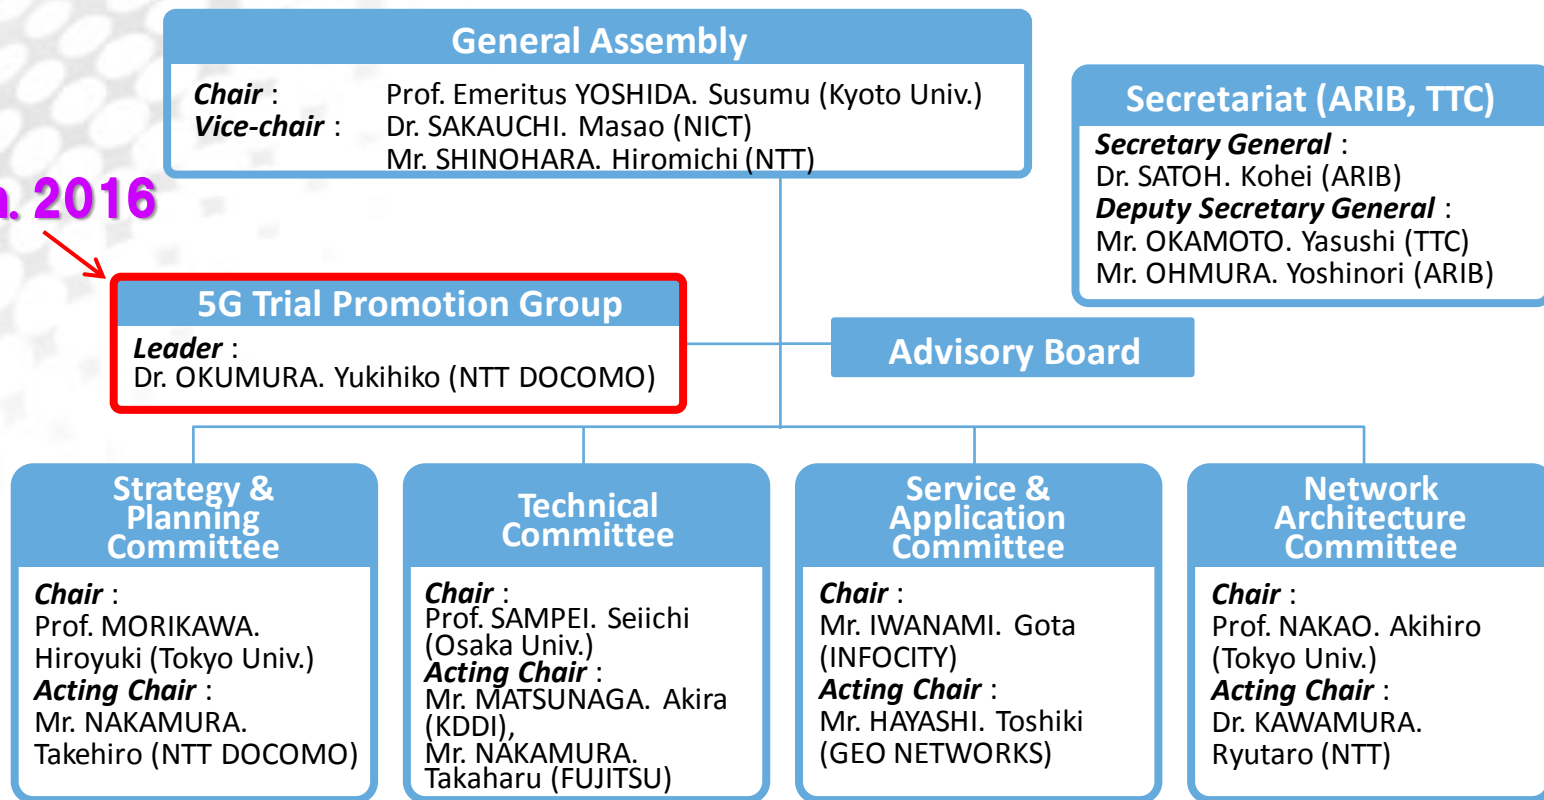 General Assembly
Chair : Prof. Emeritus YOSHIDA. Susumu (Kyoto Univ.)
Vice-chair : Dr. SAKAUCHI. Masao (NICT)
Mr. SHINOHARA. Hiromichi (NTT)
Secretariat (ARIB, TTC)
Secretary General :
Dr. SATOH. Kohei (ARIB)
Deputy Secretary General :
Mr. OKAMOTO. Yasushi (TTC)
Mr. OHMURA. Yoshinori (ARIB)
2016
5G Trial Promotion Group
Leader :
Dr. OKUMURA. Yukihiko (NTT DOCOMO)
Advisory Board
Strategy &
Planning
Committee
Chair :
Prof. MORIKAWA.
Hiroyuki (Tokyo Univ.)
Acting Chair :
Mr. NAKAMURA.
Takehiro (NTT DOCOMO)
Technical
Committee
Chair :
Prof. SAMPEI. Seiichi
(Osaka Univ.)
Acting Chair :
Mr. MATSUNAGA. Akira
(KDDI),
Mr. NAKAMURA.
Takaharu (FUJITSU)
Service &
Application
Committee
Chair :
Mr. IWANAMI. Gota
(INFOCITY)
Acting Chair :
Mr. HAYASHI. Toshiki
(GEO NETWORKS)
Network
Architecture
Committee
Chair :
Prof. NAKAO. Akihiro
(Tokyo Univ.)
Acting Chair :
Dr. KAWAMURA.
Ryutaro (NTT)